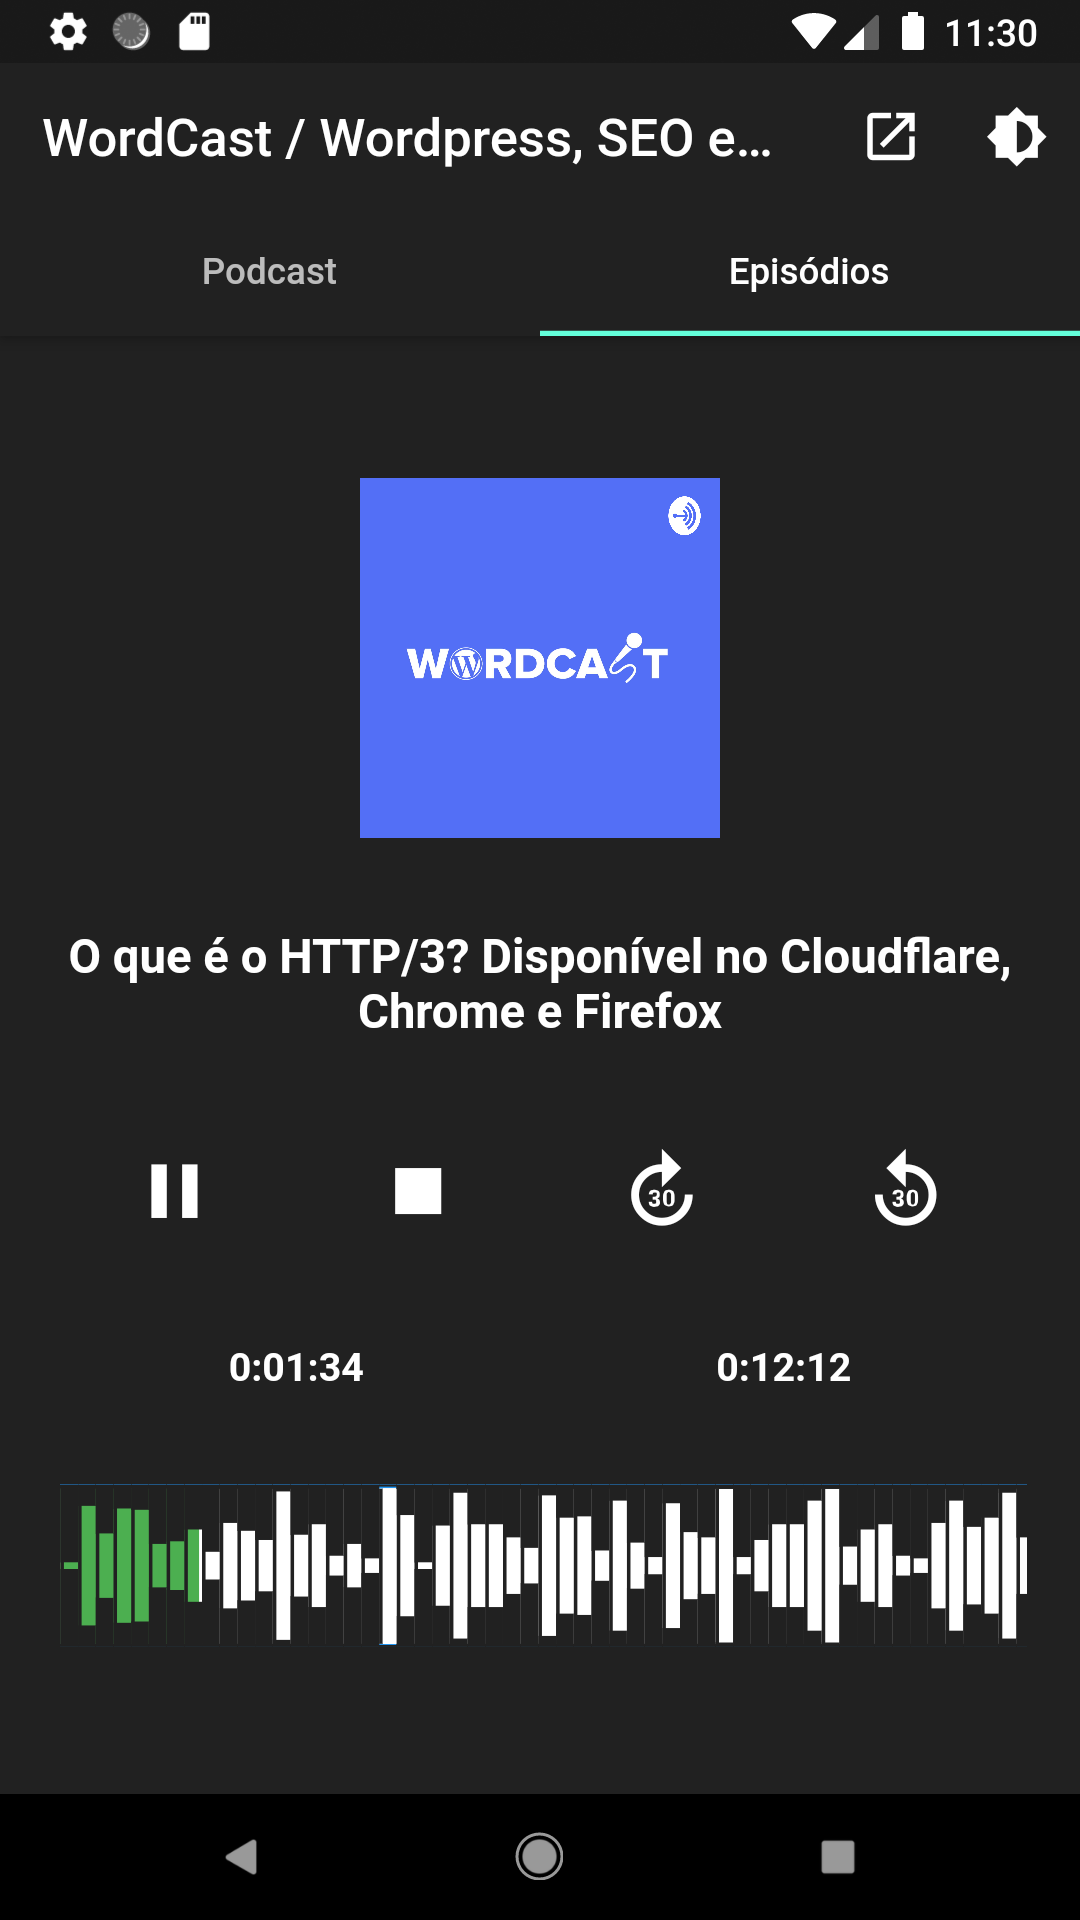 11:30
WordCast / Wordpress, SEO e...
Podcast
Episódios
WORDCAST
O que é o HTTP/3? Disponível no Cloudflare,
Chrome e Firefox
30
30
0:01:34
0:12:12